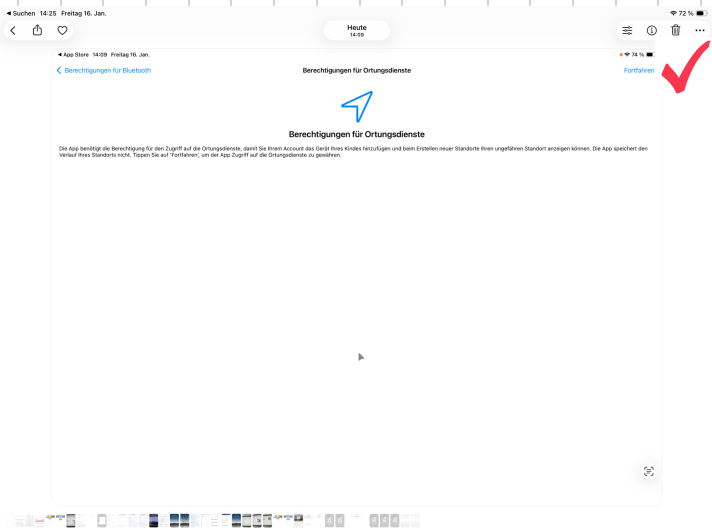 Suchen 14:25 Freitag 16. Jan.
72 %
Heute
14:09
App Store 14:09 Freitag 16. Jan.
74 %
Berechtigungen für Bluetooth
Berechtigungen für Ortungsdienste
Fortfahren
Berechtigungen für Ortungsdienste
Die App benötigt die Berechtigung für den Zugriff auf die Ortungsdienste, damit Sie Ihrem Account das Gerät Ihres Kindes hinzufügen und beim Erstellen neuer Standorte Ihren ungefähren Standort anzeigen können. Die App speichert den
Verlauf Ihres Standorts nicht. Tippen Sie auf 'Fortfahren', um der App Zugriff auf die Ortungsdienste zu gewähren.